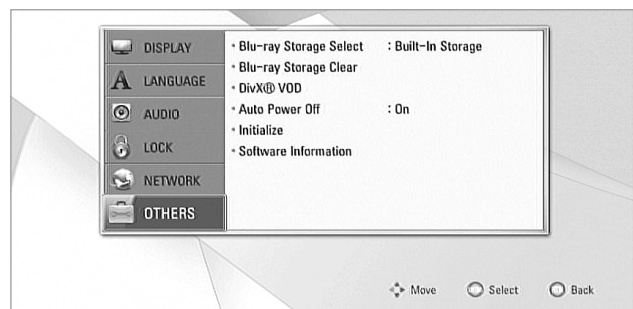 DISPLAY
LANGUAGE
AUDIO
LOCK
NETWORK
OTHERS
• Blu-ray Storage Select : Built-In Storage
• Blu-ray Storage Clear
• DivX® VOD
• Auto Power Off : On
• Initialize
• Software Information
Move Select Back